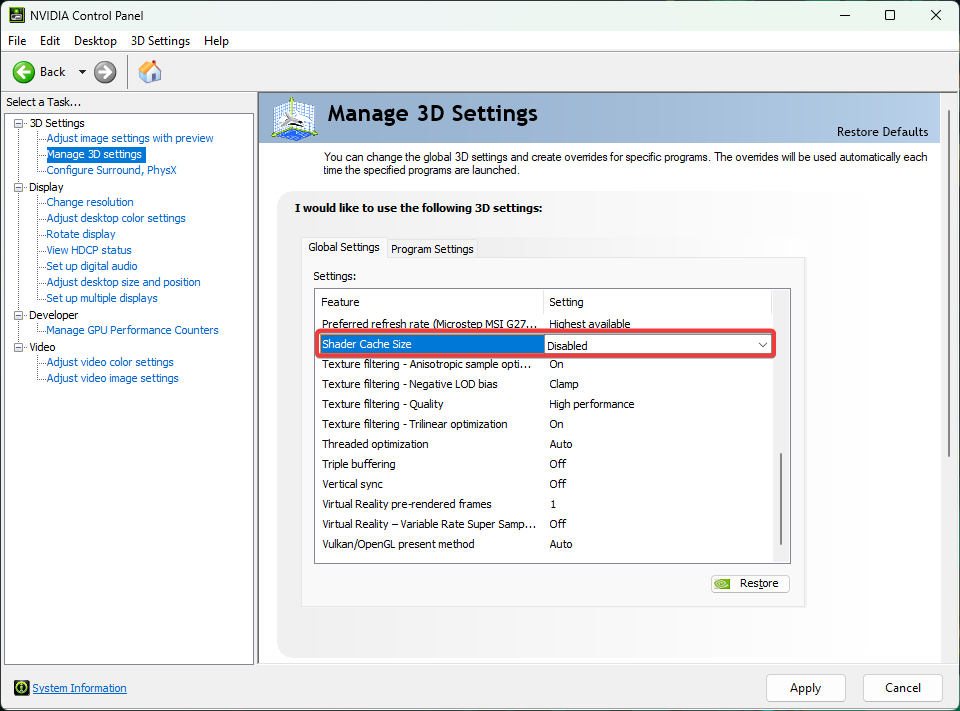 NVIDIA Control Panel
File Edit Desktop 3D Settings Help
Back
Select a Task...
3D Settings
Adjust image settings with preview
Manage 3D settings
Configure Surround, PhysX
Display
Change resolution
Adjust desktop color settings
Rotate display
View HDCP status
Set up digital audio
Adjust desktop size and position
Set up multiple displays
Developer
Manage GPU Performance Counters
Video
Adjust video color settings
Adjust video image settings
Manage 3D Settings
Restore Defaults
You can change the global 3D settings and create overrides for specific programs. The overrides will be used automatically each
time the specified programs are launched.
I would like to use the following 3D settings:
Global Settings Program Settings
Settings:
Feature Setting
Preferred refresh rate (Microstep MSI G27... Highest available
Shader Cache Size Disabled
Texture filtering - Anisotropic sample opti... On
Texture filtering - Negative LOD bias Clamp
Texture filtering - Quality High performance
Texture filtering - Trilinear optimization On
Threaded optimization Auto
Triple buffering Off
Vertical sync Off
Virtual Reality pre-rendered frames 1
Virtual Reality – Variable Rate Super Samp... Off
Vulkan/OpenGL present method Auto
Restore
System Information
Apply Cancel